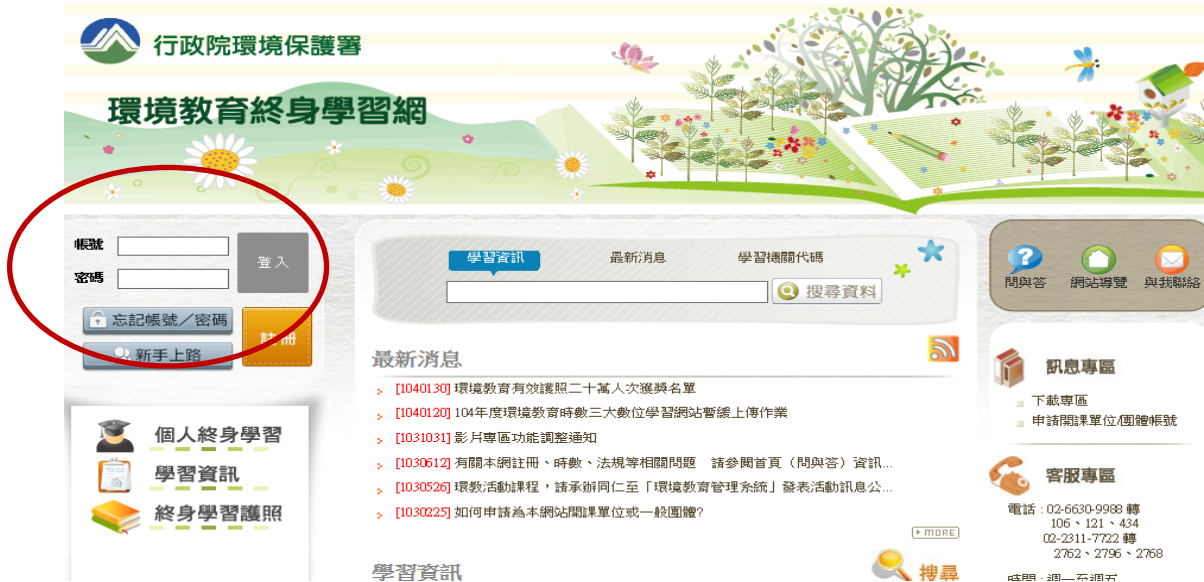 行政院環境保護署
環境教育終身學習網
帳號
密碼
登入
忘記帳號／密碼
新手上路
註冊
個人終身學習
學習資訊
終身學習護照
學習資訊 最新消息 學習機關代碼
搜尋資料
最新消息
[1040130] 環境教育有效護照二十萬人次獲獎名單
[1040120] 104年度環境教育時數三大數位學習網站暫緩上傳作業
[1031031] 影片專區功能調整通知
[1030612] 有關本網註冊、時數、法規等相關問題 請參閱首頁（問與答）資訊...
[1030526] 環教活動課程，請承辦同仁至「環境教育管理系統」發表活動訊息公...
[1030225] 如何申請為本網站開課單位或一般團體?
MORE
學習資訊
搜尋
問與答 網站導覽 與我聯絡
訊息專區
下載專區
申請開課單位/團體帳號
客服專區
電話 : 02-6630-9988 轉
106、121、434
02-2311-7722 轉
2762、2796、2768
時間 : 週一至週五